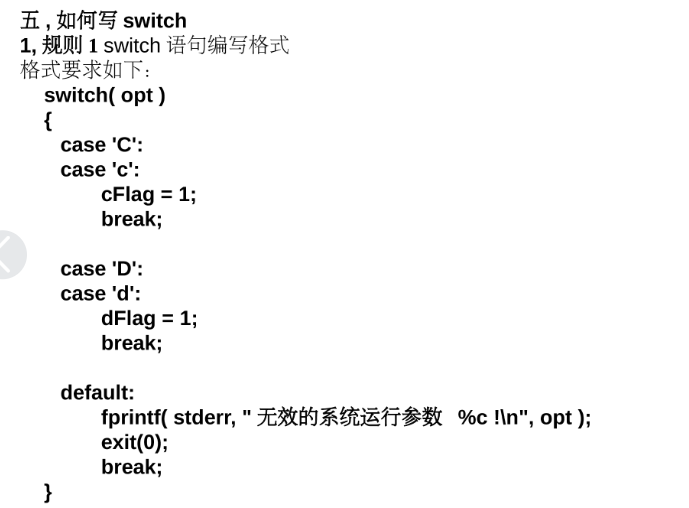 五 , 如何写 switch
1, 规则 1 switch 语句编写格式
格式要求如下：
switch( opt )
{
case 'C':
case 'c':
cFlag = 1;
break;
case 'D':
case 'd':
dFlag = 1;
break;
default:
fprintf( stderr, " 无效的系统运行参数 %c !\n", opt );
exit(0);
break;
}